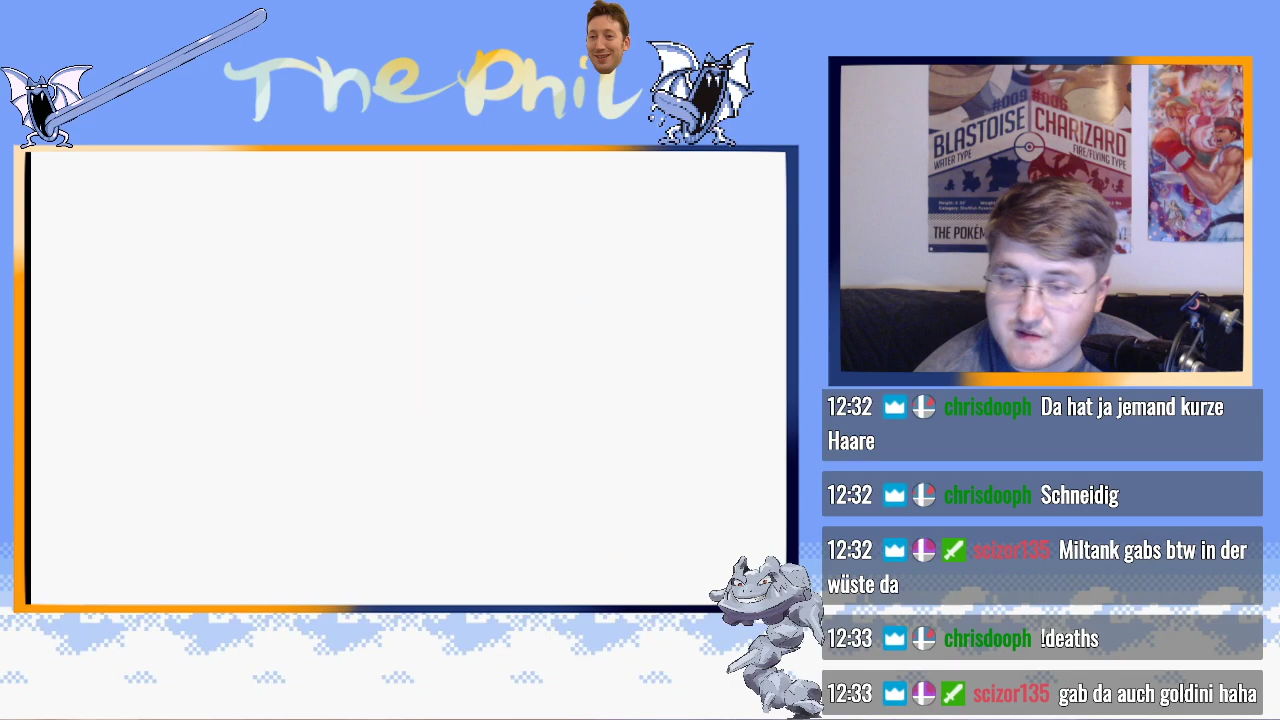 The Phil
#009 #006
BLASTOISE CHARIZARD
WATER TYPE FIRE/FLYING TYPE
THE POKÉM
12:32 chrisdooph Da hat ja jemand kurze
Haare
12:32 chrisdooph Schneidig
12:32 scizor135 Miltank gabs btw in der
wüste da
12:33 chrisdooph !deaths
12:33 scizor135 gab da auch goldini haha